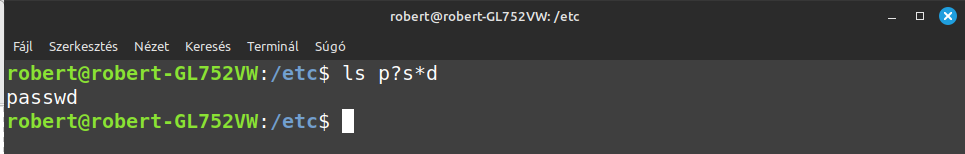 robert@robert-GL752VW: /etc
Fájl Szerkesztés Nézet Keresés Terminál Súgó
robert@robert-GL752VW:/etc$ ls p?s*d
passwd
robert@robert-GL752VW:/etc$